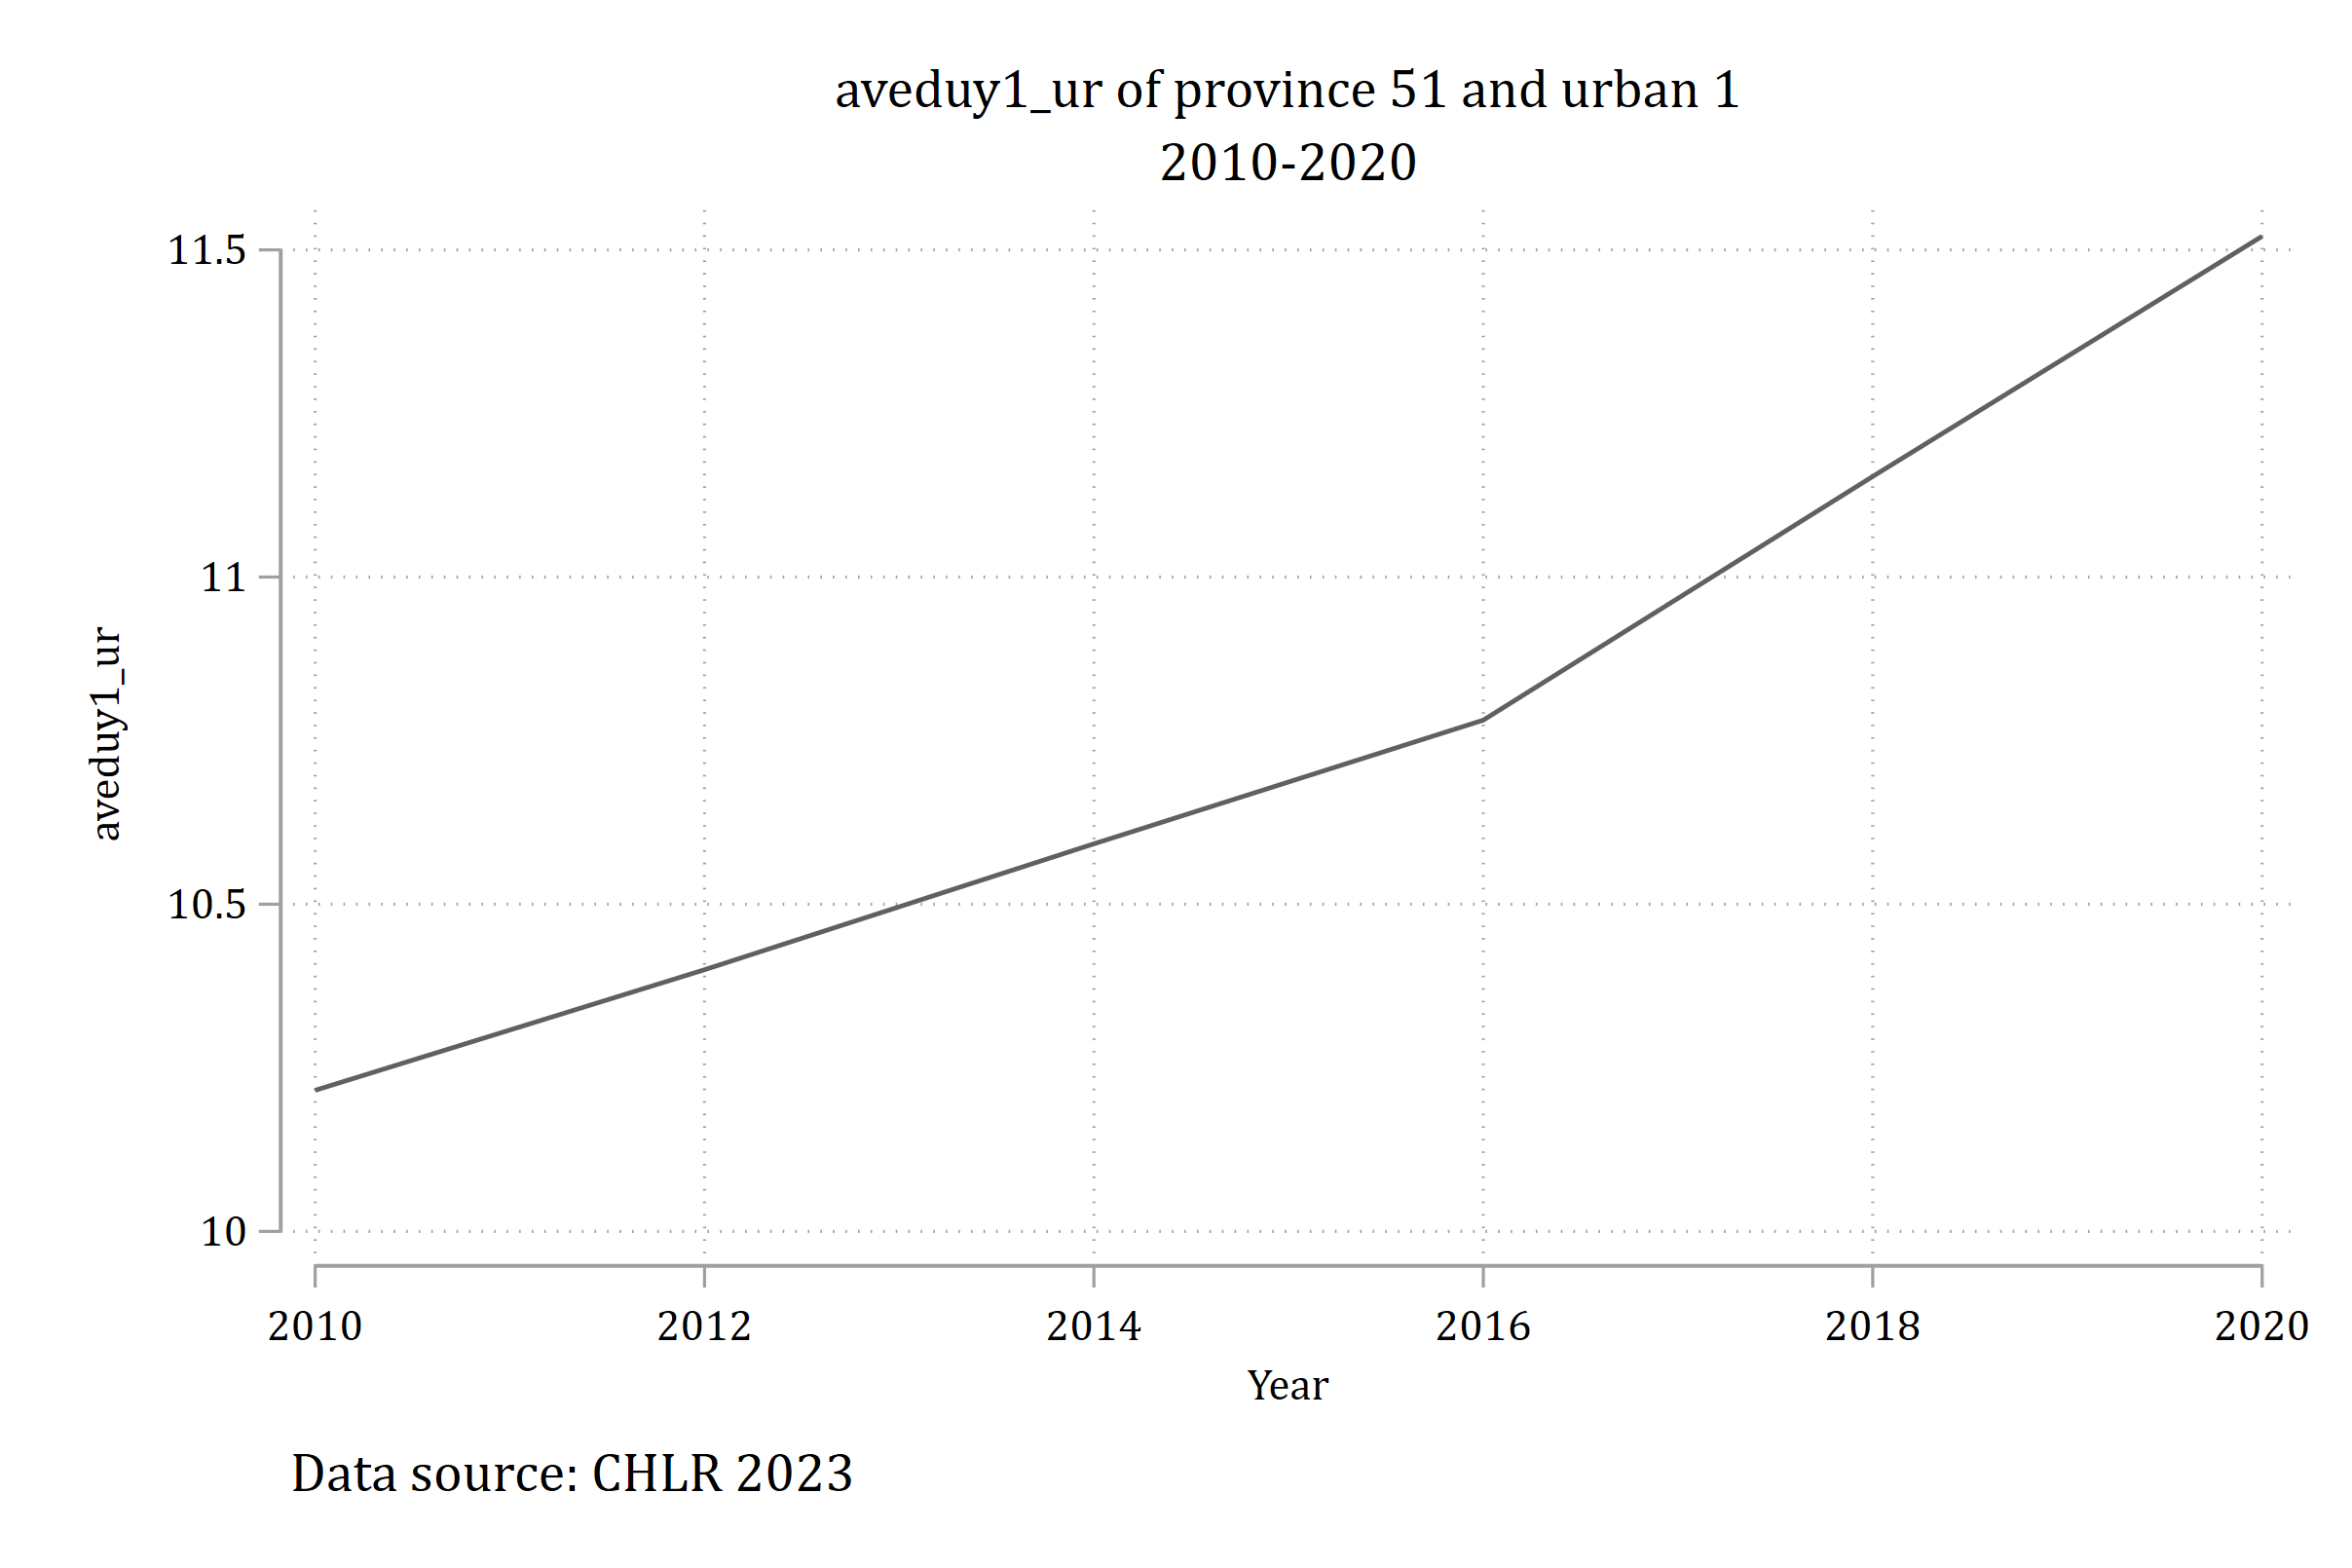 aveduy1_ur of province 51 and urban 1
2010-2020
11.5
11
10.5
10
aveduy1_ur
2010 2012 2014 2016 2018 2020
Year
Data source: CHLR 2023